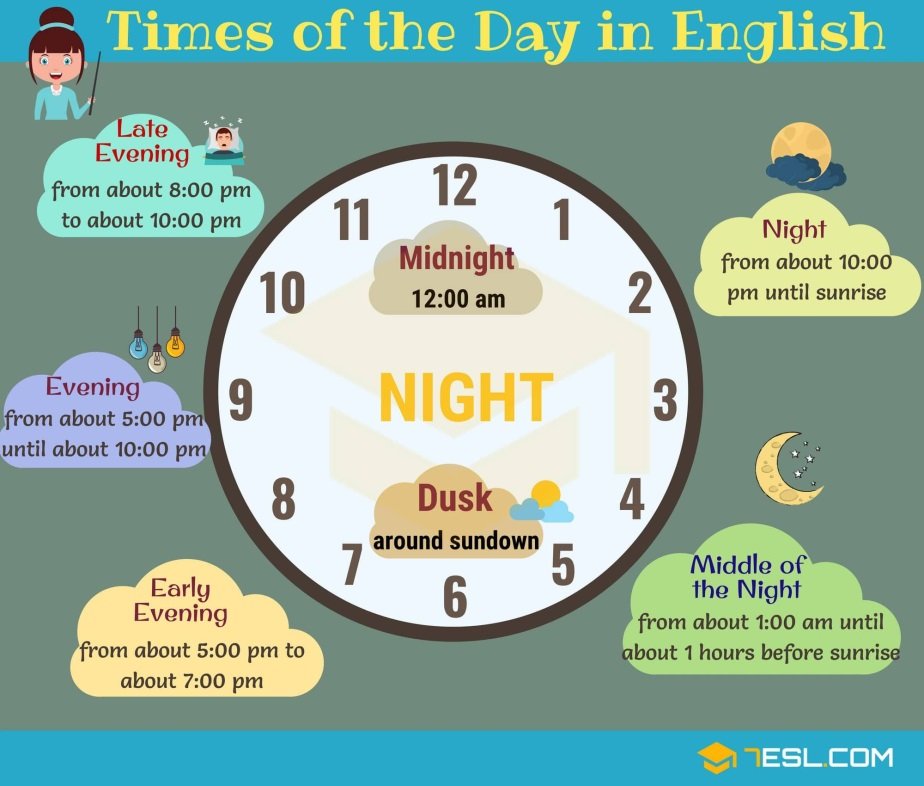 Times of the Day in English
Late
Evening
from about 8:00 pm
to about 10:00 pm
Evening
from about 5:00 pm
until about 10:00 pm
Early
Evening
from about 5:00 pm to
about 7:00 pm
12
1
2
3
4
5
6
7
8
9
10
11
Midnight
12:00 am
NIGHT
Dusk
around sundown
Night
from about 10:00
pm until sunrise
Middle of
the Night
from about 1:00 am until
about 1 hours before sunrise
z z z z z
7ESL.COM